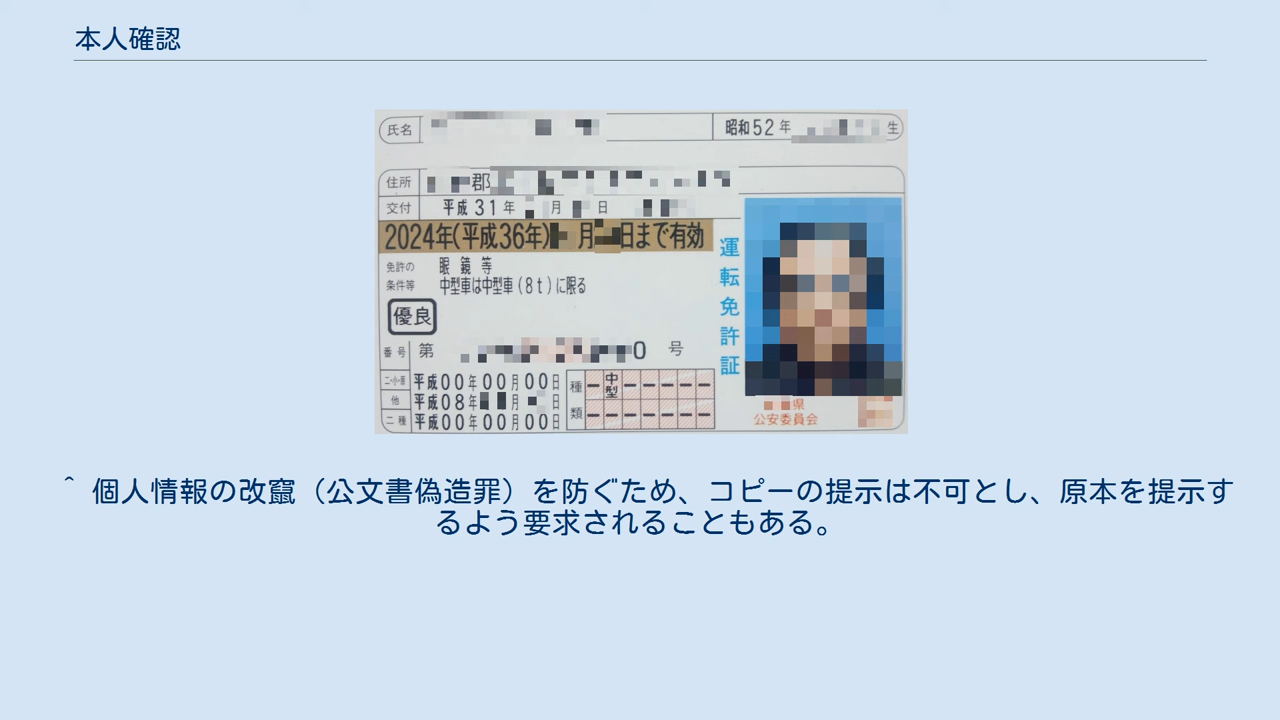 本人確認
氏名 昭和52年 生
住所 郡
交付 平成31年 月 日
2024年(平成36年) 月 日まで有効
免許の条件等 眼鏡等
中型車は中型車(8t)に限る
優良
番号 第 0 号
二・小・原 平成00年00月00日
他 平成08年 月 日
二種 平成00年00月00日
種類 中型
運転免許証
県
公安委員会
^ 個人情報の改竄（公文書偽造罪）を防ぐため、コピーの提示は不可とし、原本を提示す
るよう要求されることもある。